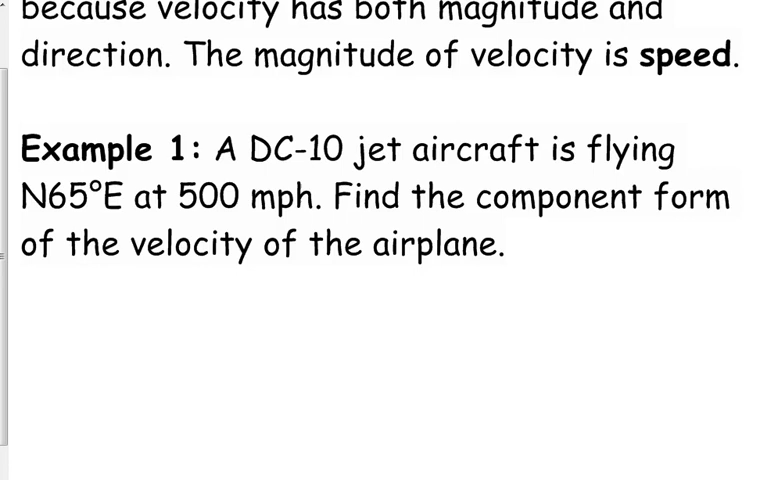 because velocity has both magnitude and
direction. The magnitude of velocity is speed.
Example 1: A DC-10 jet aircraft is flying
N65°E at 500 mph. Find the component form
of the velocity of the airplane.